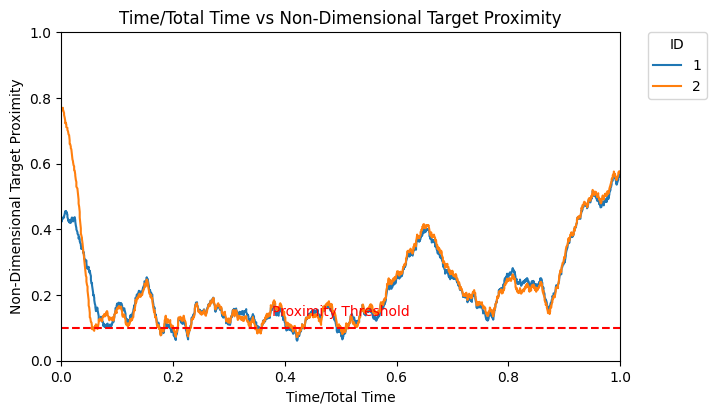 Time/Total Time vs Non-Dimensional Target Proximity
ID
1
2
Non-Dimensional Target Proximity
1.0
0.8
0.6
0.4
0.2
0.0
Proximity Threshold
0.0 0.2 0.4 0.6 0.8 1.0
Time/Total Time